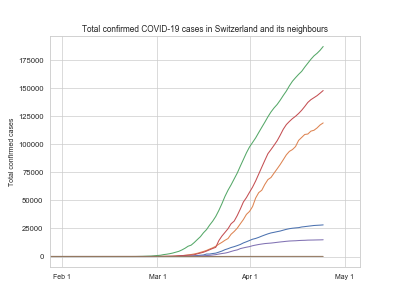 Total confirmed COVID-19 cases in Switzerland and its neighbours
Total confirmed cases
175000
150000
125000
100000
75000
50000
25000
0
Feb 1
Mar 1
Apr 1
May 1